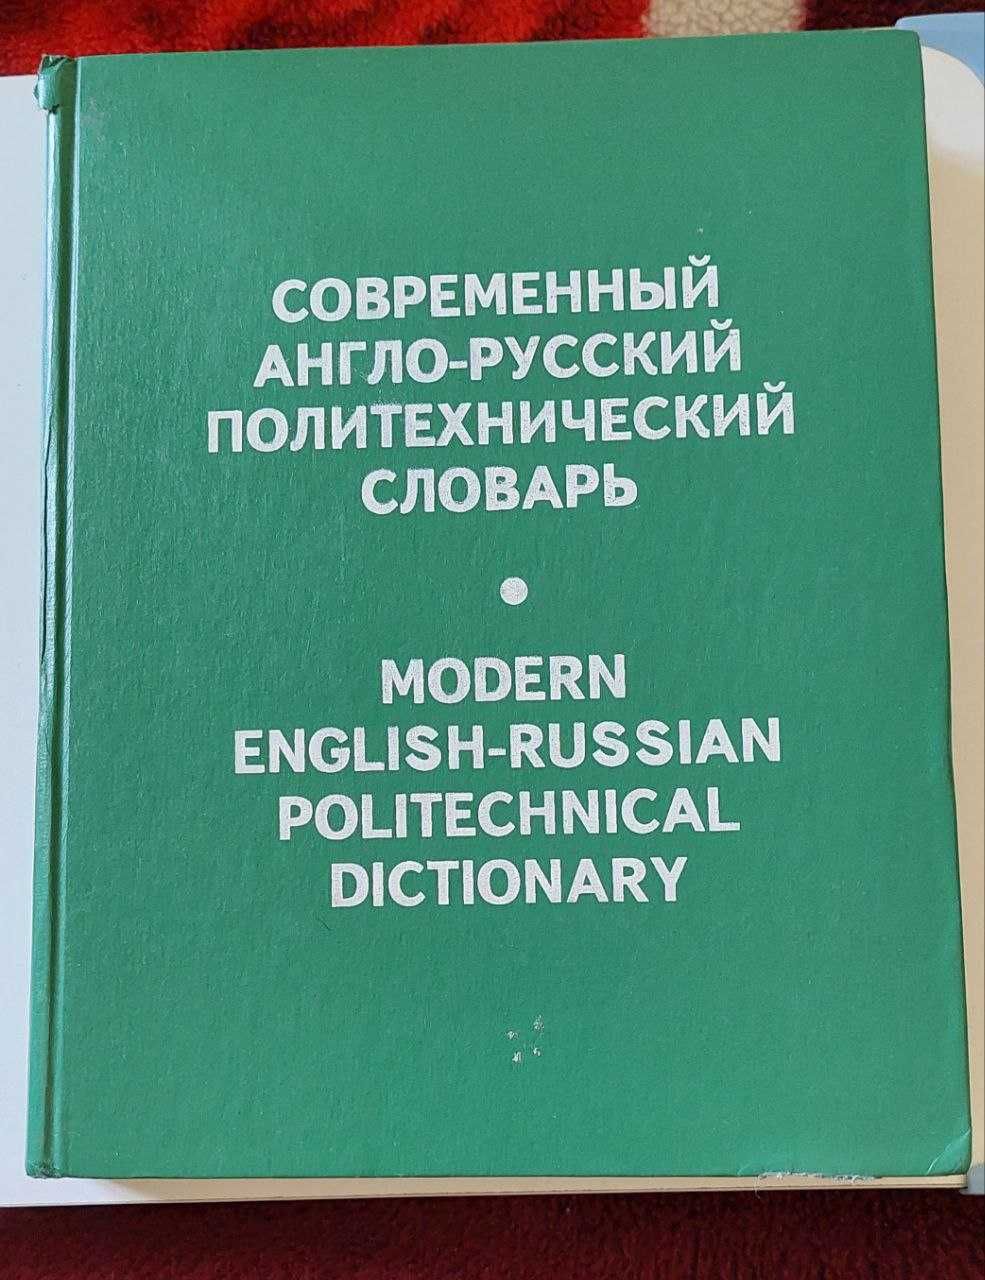 СОВРЕМЕННЫЙ
АНГЛО-РУССКИЙ
ПОЛИТЕХНИЧЕСКИЙ
СЛОВАРЬ
MODERN
ENGLISH-RUSSIAN
POLITECHNICAL
DICTIONARY